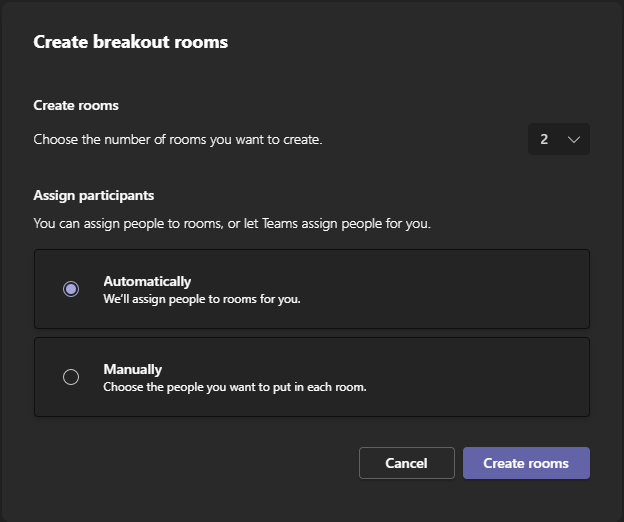 Create breakout rooms
Create rooms
Choose the number of rooms you want to create.
2
Assign participants
You can assign people to rooms, or let Teams assign people for you.
Automatically
We'll assign people to rooms for you.
Manually
Choose the people you want to put in each room.
Cancel
Create rooms